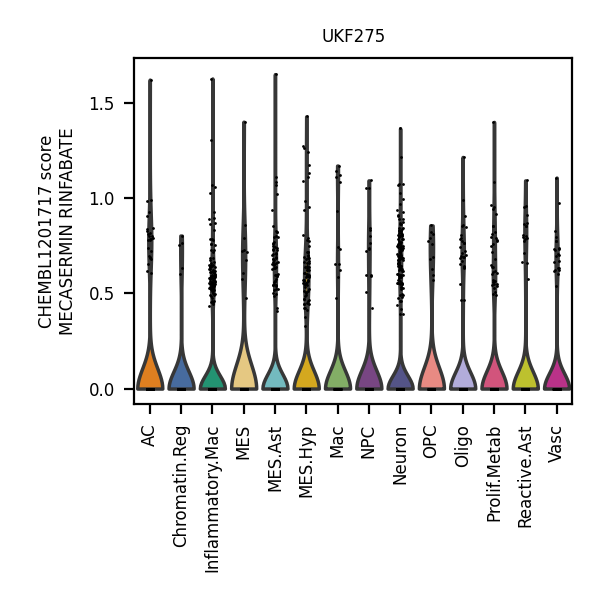 UKF275
CHEMBL1201717 score
MECASERMIN RINFABATE
1.5
1.0
0.5
0.0
AC
Chromatin.Reg
Inflammatory.Mac
MES
MES.Ast
MES.Hyp
Mac
NPC
Neuron
OPC
Oligo
Prolif.Metab
Reactive.Ast
Vasc